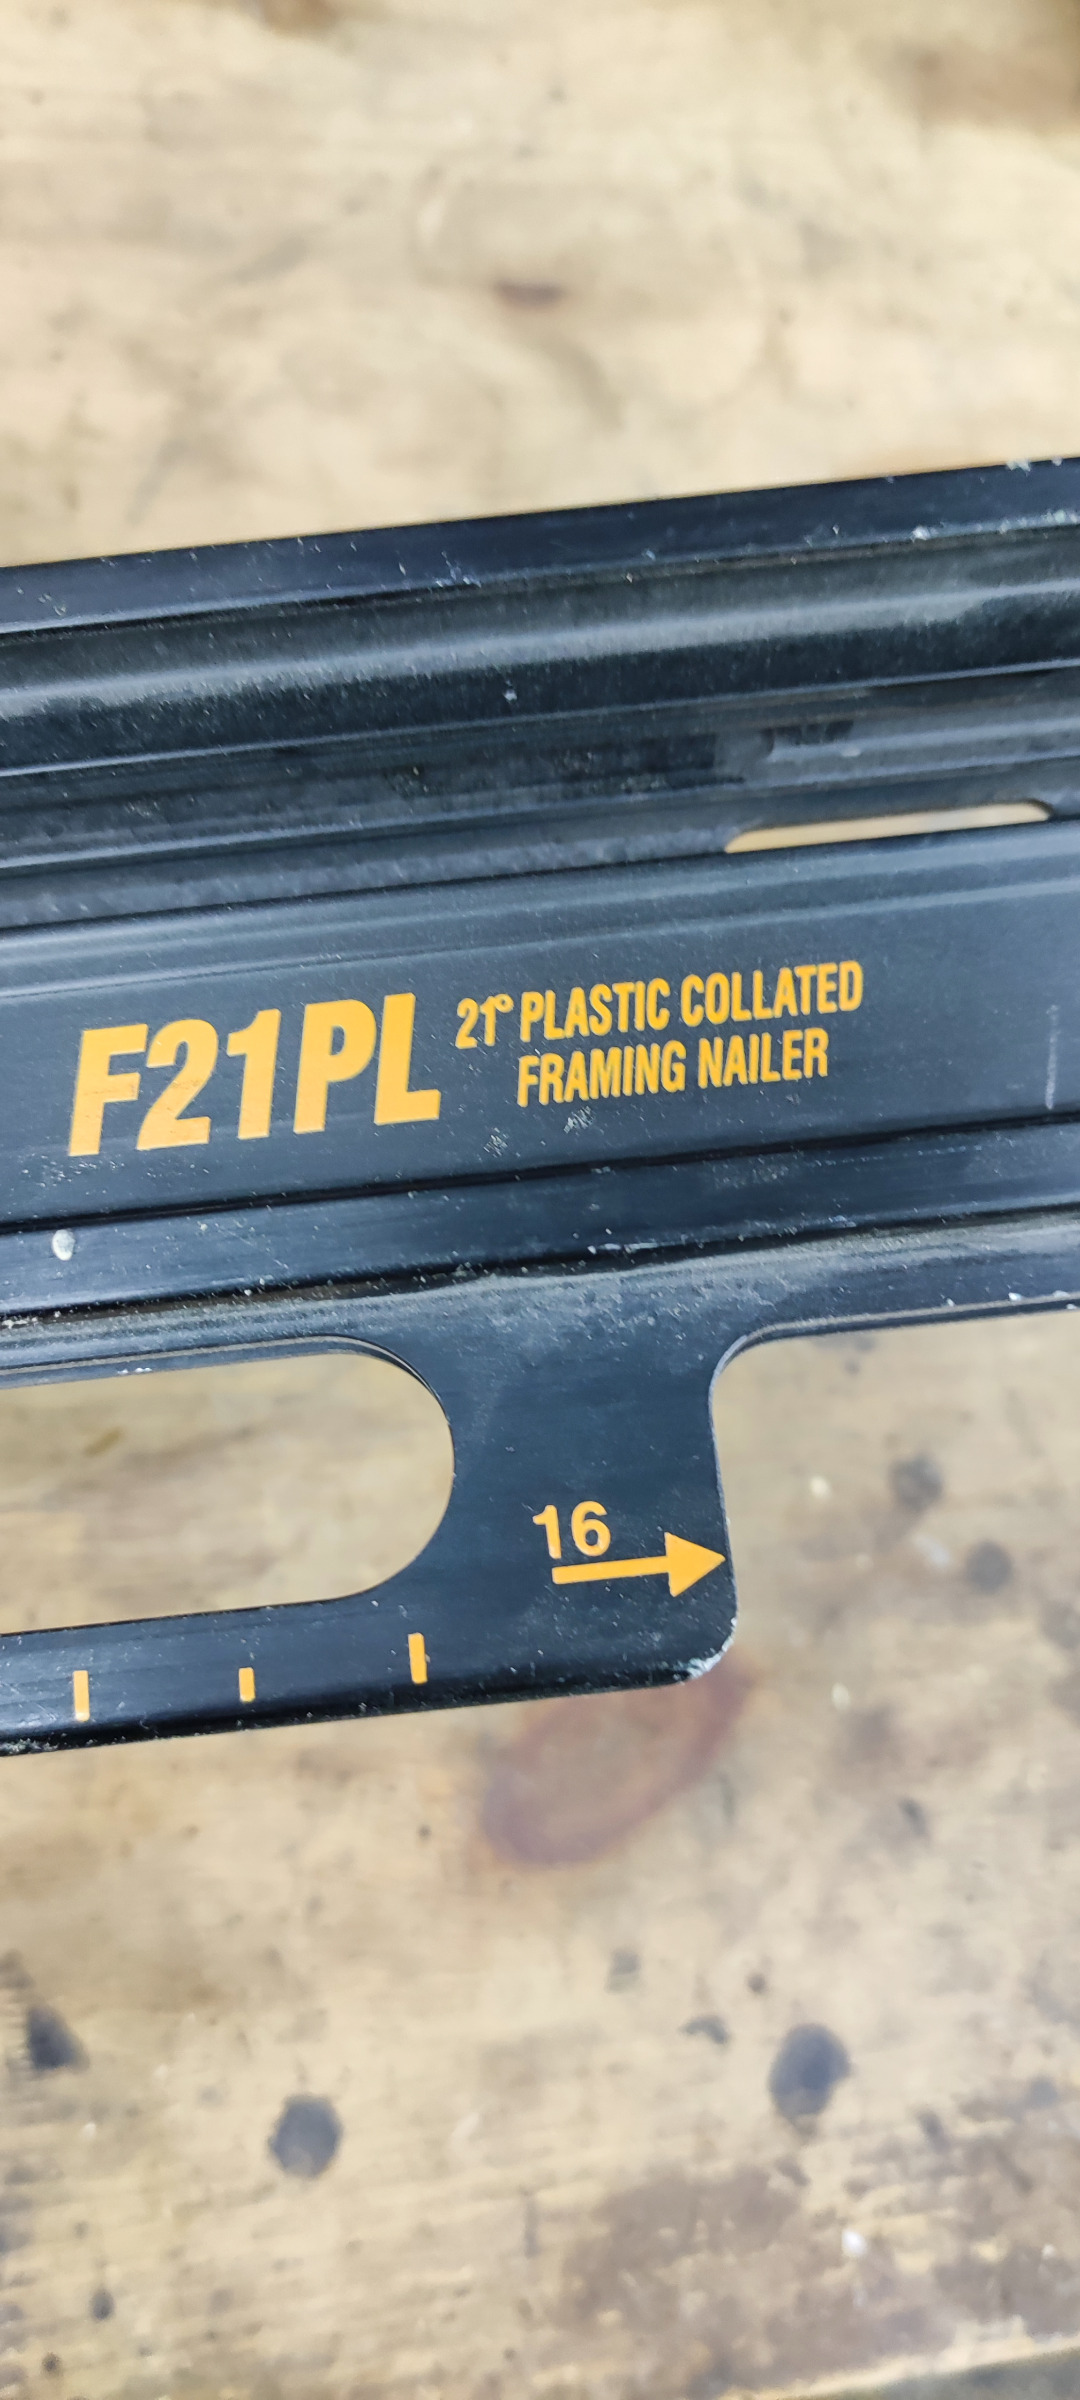 F21PL
21° PLASTIC COLLATED
FRAMING NAILER
16